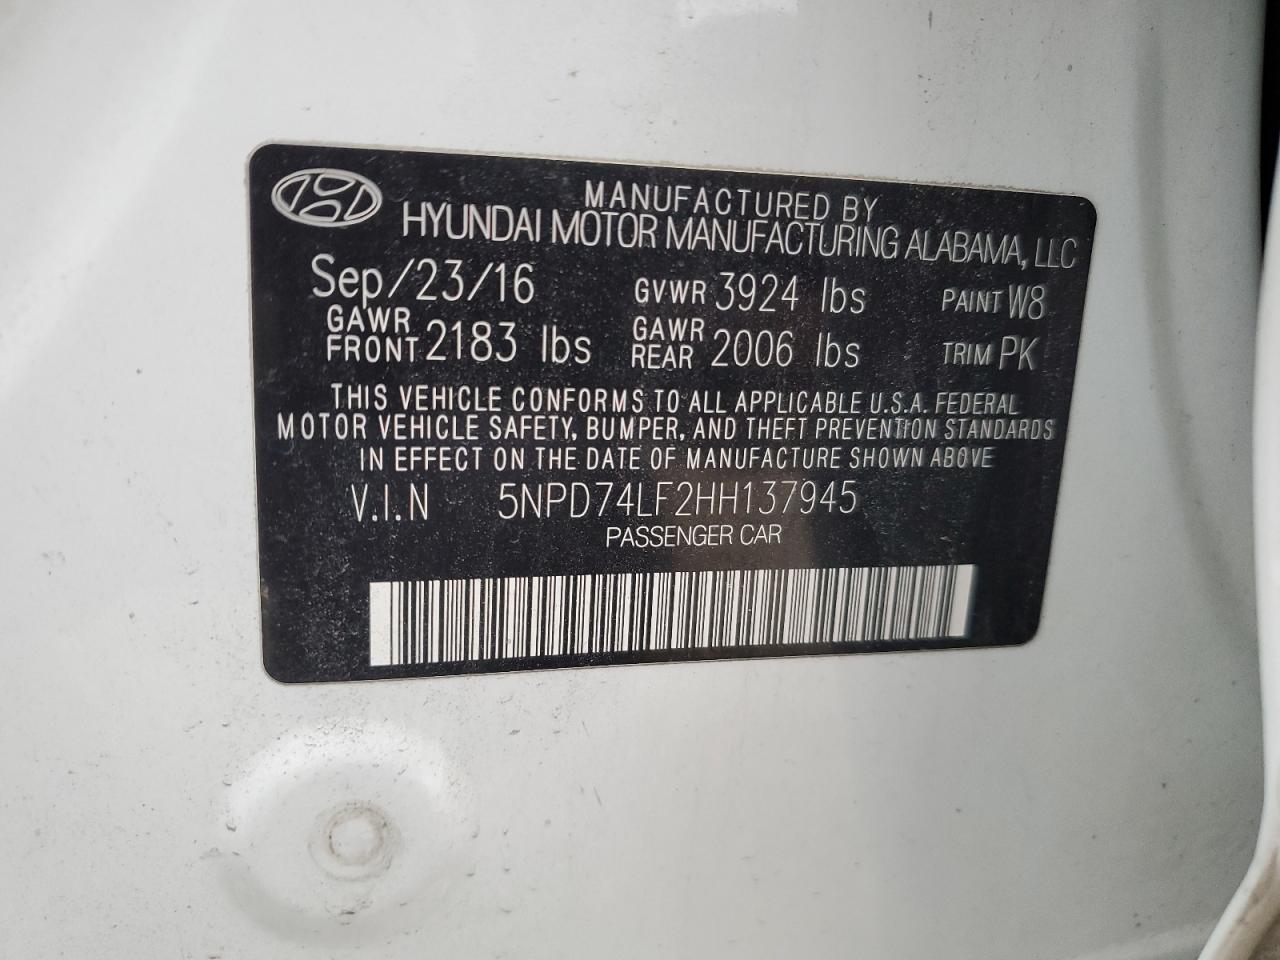 MANUFACTURED BY
HYUNDAI MOTOR MANUFACTURING ALABAMA, LLC
Sep/23/16 GVWR 3924 lbs PAINT W8
GAWR FRONT 2183 lbs GAWR REAR 2006 lbs TRIM PK
THIS VEHICLE CONFORMS TO ALL APPLICABLE U.S.A. FEDERAL
MOTOR VEHICLE SAFETY, BUMPER, AND THEFT PREVENTION STANDARDS
IN EFFECT ON THE DATE OF MANUFACTURE SHOWN ABOVE
V.I.N 5NPD74LF2HH137945
PASSENGER CAR